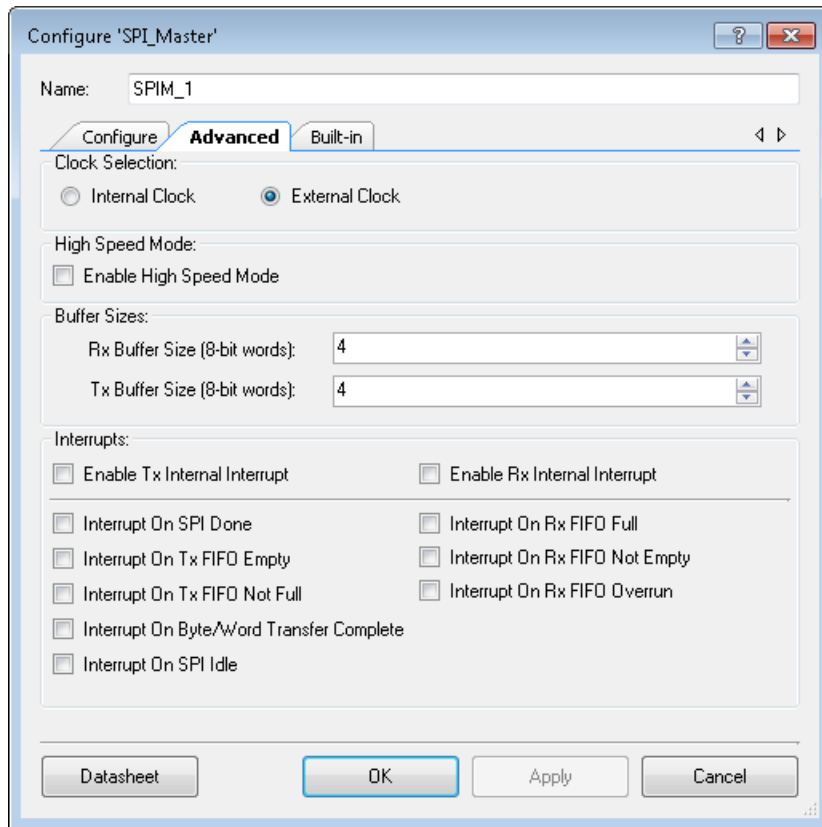 Configure 'SPI_Master'
Name: SPIM_1
Configure Advanced Built-in
Clock Selection:
Internal Clock External Clock
High Speed Mode:
Enable High Speed Mode
Buffer Sizes:
Rx Buffer Size (8-bit words): 4
Tx Buffer Size (8-bit words): 4
Interrupts:
Enable Tx Internal Interrupt Enable Rx Internal Interrupt
Interrupt On SPI Done Interrupt On Rx FIFO Full
Interrupt On Tx FIFO Empty Interrupt On Rx FIFO Not Empty
Interrupt On Tx FIFO Not Full Interrupt On Rx FIFO Overrun
Interrupt On Byte/Word Transfer Complete
Interrupt On SPI Idle
Datasheet OK Apply Cancel